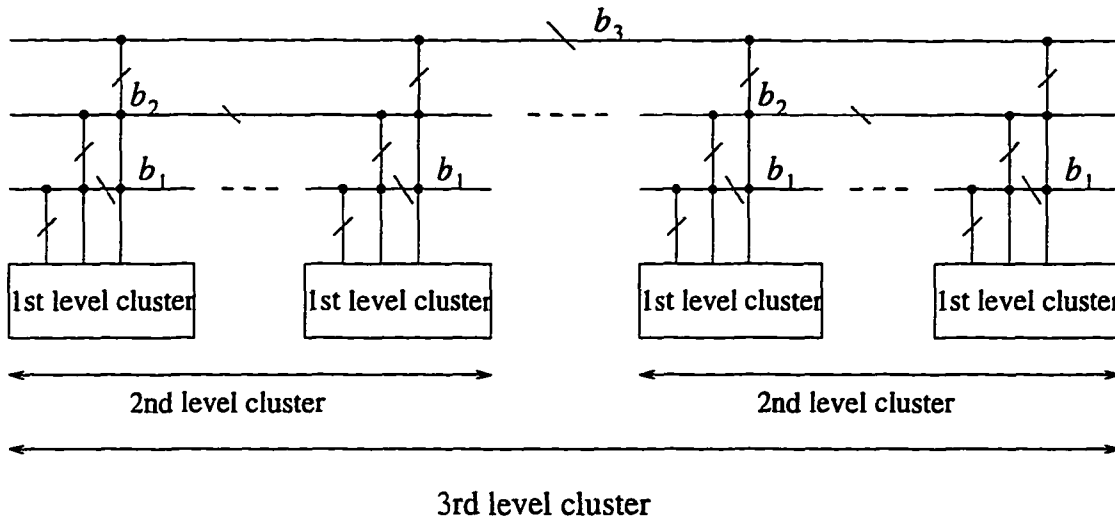 b3
b2 b2
b1 b1 b1 b1
1st level cluster 1st level cluster 1st level cluster 1st level cluster
2nd level cluster 2nd level cluster
3rd level cluster